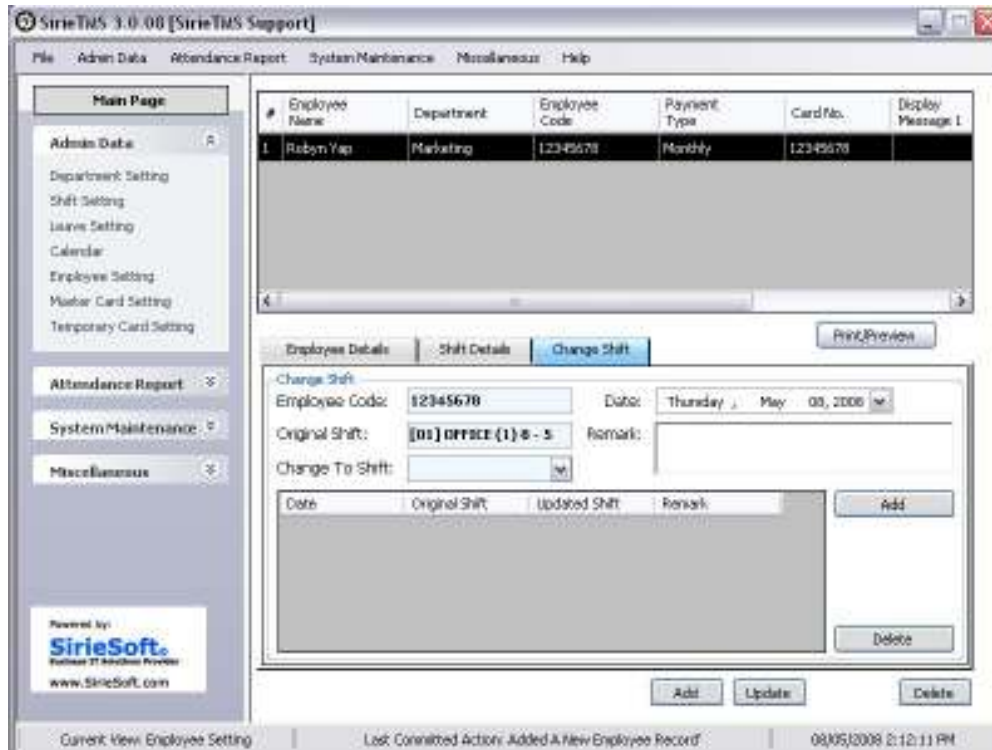 SirieTMS 3.0.08 [SirieTMS Support]
File Admin Data Attendance Report System Maintenance Miscellaneous Help
Main Page
Admin Data
Department Setting
Shift Setting
Leave Setting
Calendar
Employee Setting
Master Card Setting
Temporary Card Setting
Attendance Report
System Maintenance
Miscellaneous
Powered by:
SirieSoft
Business IT Solutions Provider
www.SirieSoft.com
# Employee Name Department Employee Code Payment Type Card No. Display Message 1
1 Robyn Yap Marketing 12345678 Monthly 12345678
Print/Preview
Employee Details Shift Details Change Shift
Change Shift
Employee Code: 12345678 Date: Thursday , May 08, 2008
Original Shift: [01] OFFICE (1) 8 - 5 Remark:
Change To Shift:
Date Original Shift Updated Shift Remark
Add
Delete
Add Update Delete
Current View: Employee Setting Last Committed Action: Added A New Employee Record 08/05/2008 2:12:11 PM